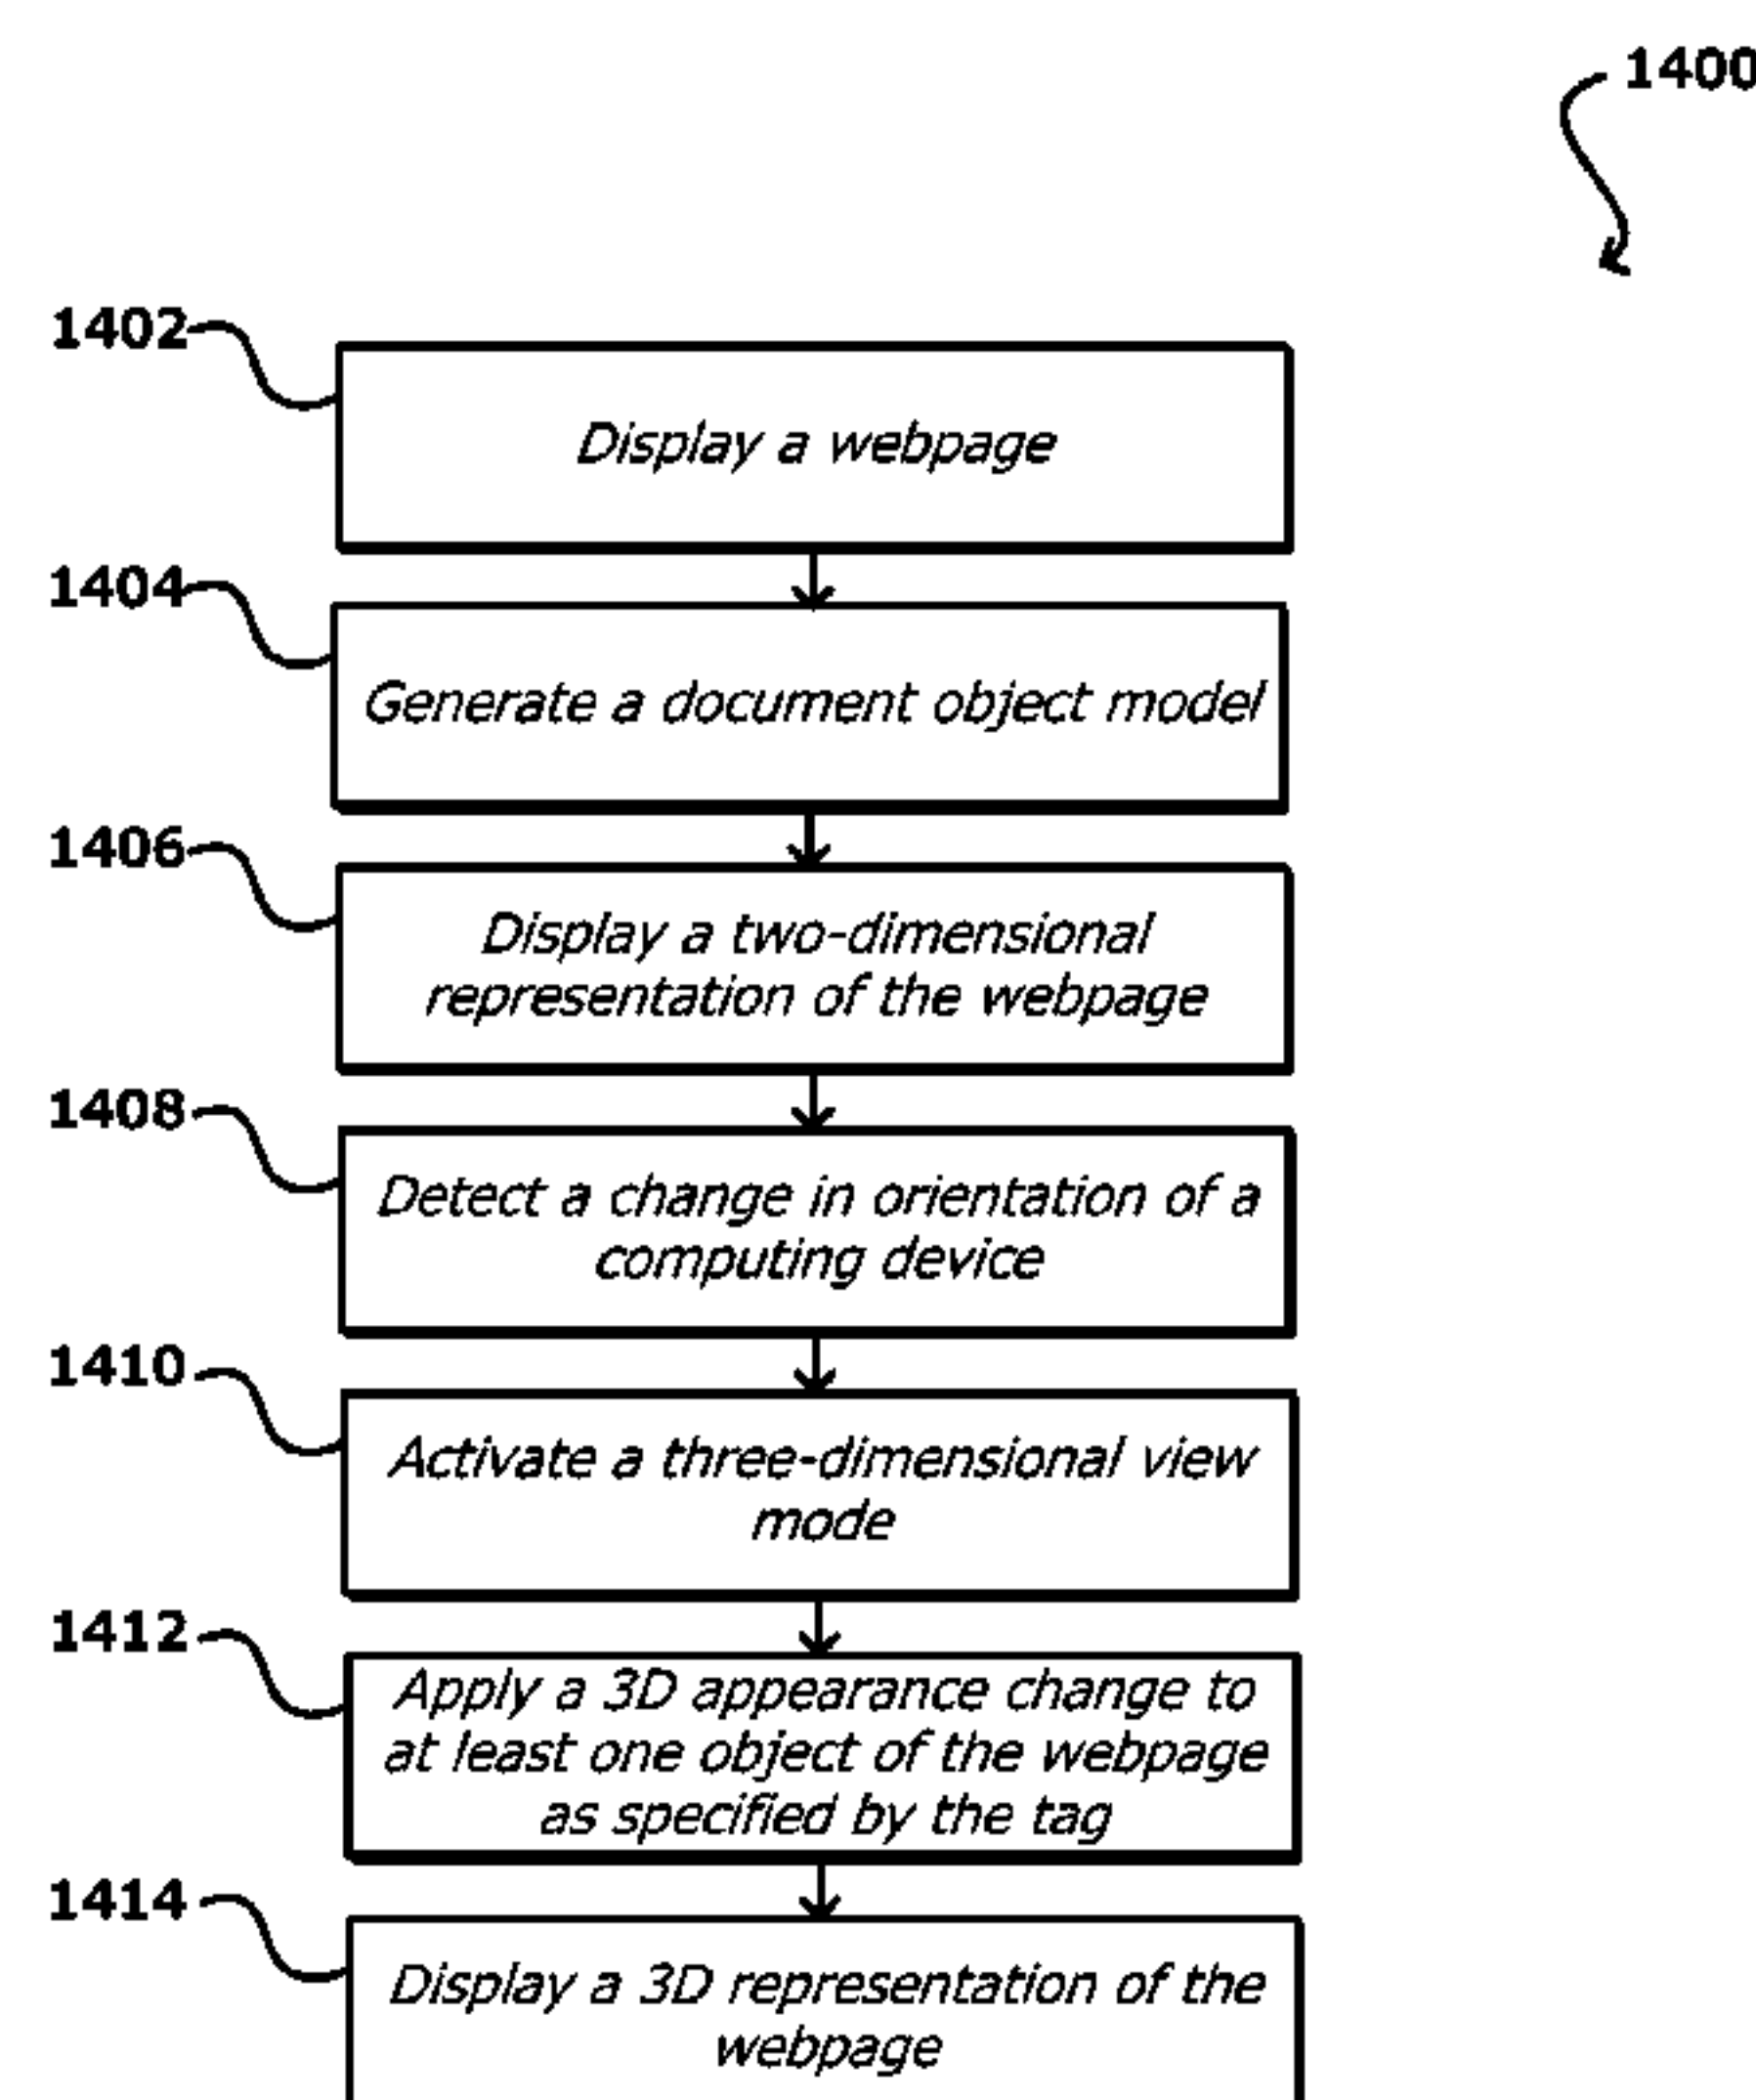 1400
1402
Display a webpage
1404
Generate a document object model
1406
Display a two-dimensional
representation of the webpage
1408
Detect a change in orientation of a
computing device
1410
Activate a three-dimensional view
mode
1412
Apply a 3D appearance change to
at least one object of the webpage
as specified by the tag
1414
Display a 3D representation of the
webpage